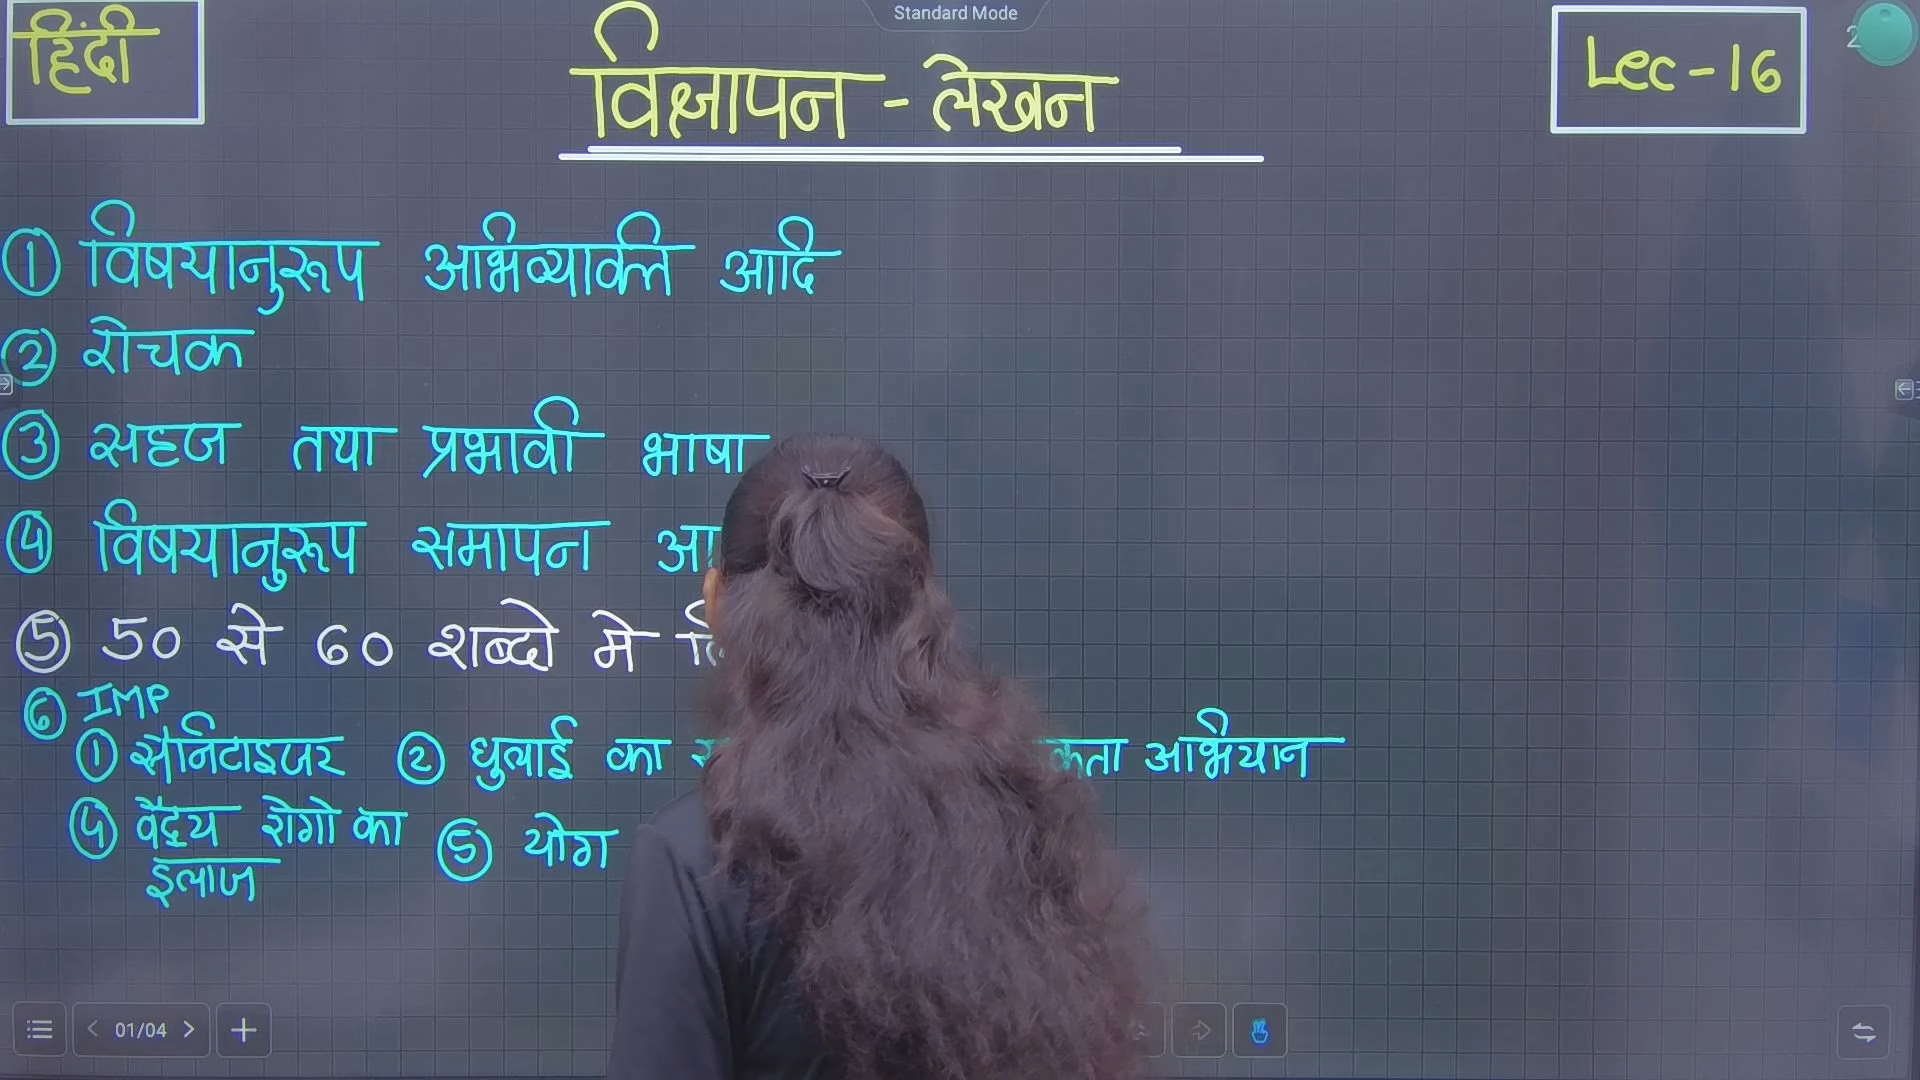 Standard Mode
हिंदी
विज्ञापन - लेखन
Lec - 16
① विषयानुरूप अभिव्यक्ति आदि
② रोचक
③ सहज तथा प्रभावी भाषा
④ विषयानुरूप समापन
⑤ 50 से 60 शब्दो मे
⑥ IMP
① सैनिटाइजर ② धुलाई का अभियान
④ वैद्य रोगो का ⑤ योग
इलाज
01/04